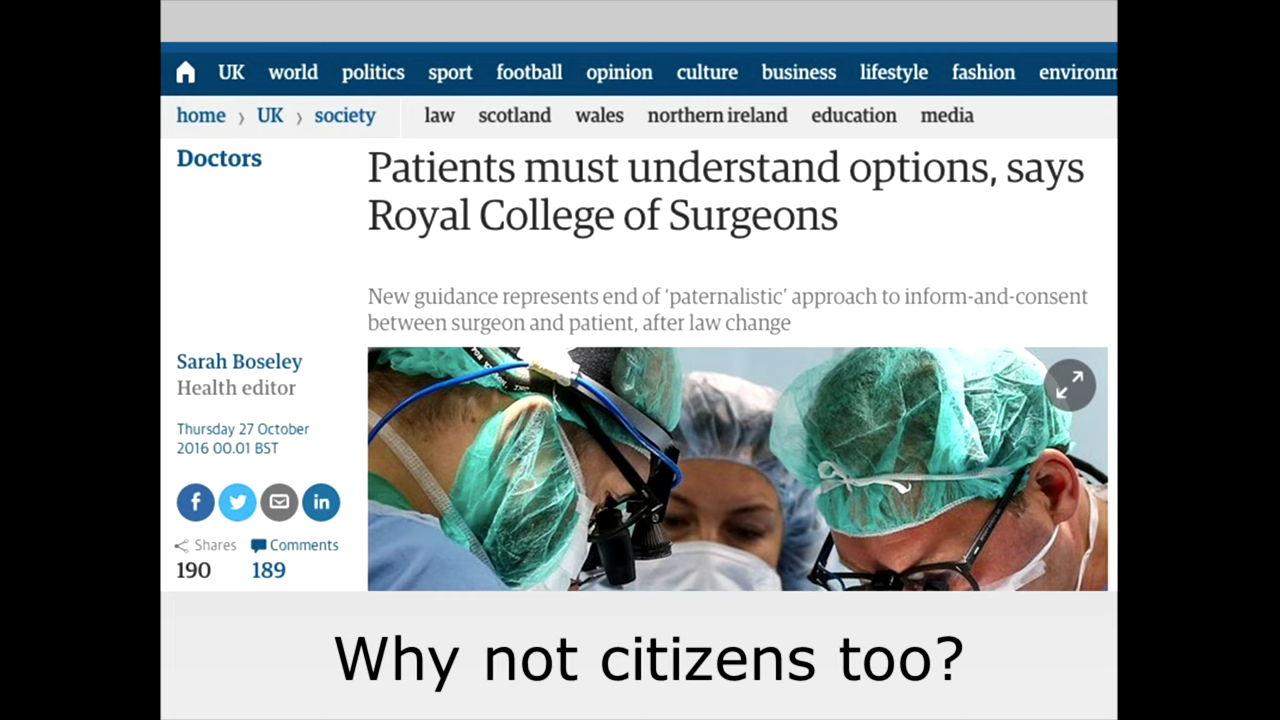 UK world politics sport football opinion culture business lifestyle fashion environm
home › UK › society law scotland wales northern ireland education media
Doctors
Patients must understand options, says
Royal College of Surgeons
New guidance represents end of ‘paternalistic’ approach to inform-and-consent
between surgeon and patient, after law change
Sarah Boseley
Health editor
Thursday 27 October
2016 00.01 BST
Shares Comments
190 189
Why not citizens too?